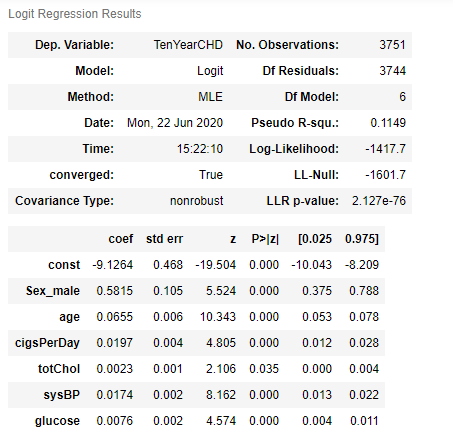 Logit Regression Results
Dep. Variable: TenYearCHD No. Observations: 3751
Model: Logit Df Residuals: 3744
Method: MLE Df Model: 6
Date: Mon, 22 Jun 2020 Pseudo R-squ.: 0.1149
Time: 15:22:10 Log-Likelihood: -1417.7
converged: True LL-Null: -1601.7
Covariance Type: nonrobust LLR p-value: 2.127e-76
coef std err z P>|z| [0.025 0.975]
const -9.1264 0.468 -19.504 0.000 -10.043 -8.209
Sex_male 0.5815 0.105 5.524 0.000 0.375 0.788
age 0.0655 0.006 10.343 0.000 0.053 0.078
cigsPerDay 0.0197 0.004 4.805 0.000 0.012 0.028
totChol 0.0023 0.001 2.106 0.035 0.000 0.004
sysBP 0.0174 0.002 8.162 0.000 0.013 0.022
glucose 0.0076 0.002 4.574 0.000 0.004 0.011